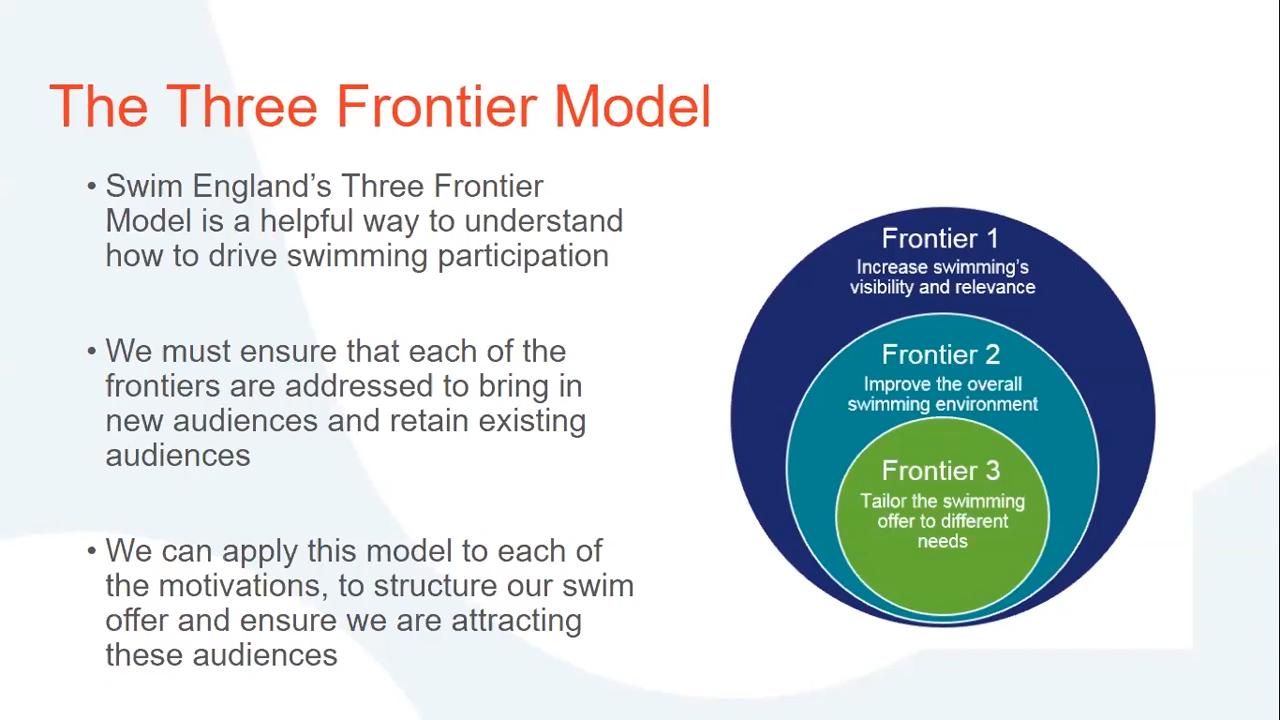 The Three Frontier Model
• Swim England’s Three Frontier
Model is a helpful way to understand
how to drive swimming participation
• We must ensure that each of the
frontiers are addressed to bring in
new audiences and retain existing
audiences
• We can apply this model to each of
the motivations, to structure our swim
offer and ensure we are attracting
these audiences
Frontier 1
Increase swimming’s
visibility and relevance
Frontier 2
Improve the overall
swimming environment
Frontier 3
Tailor the swimming
offer to different
needs